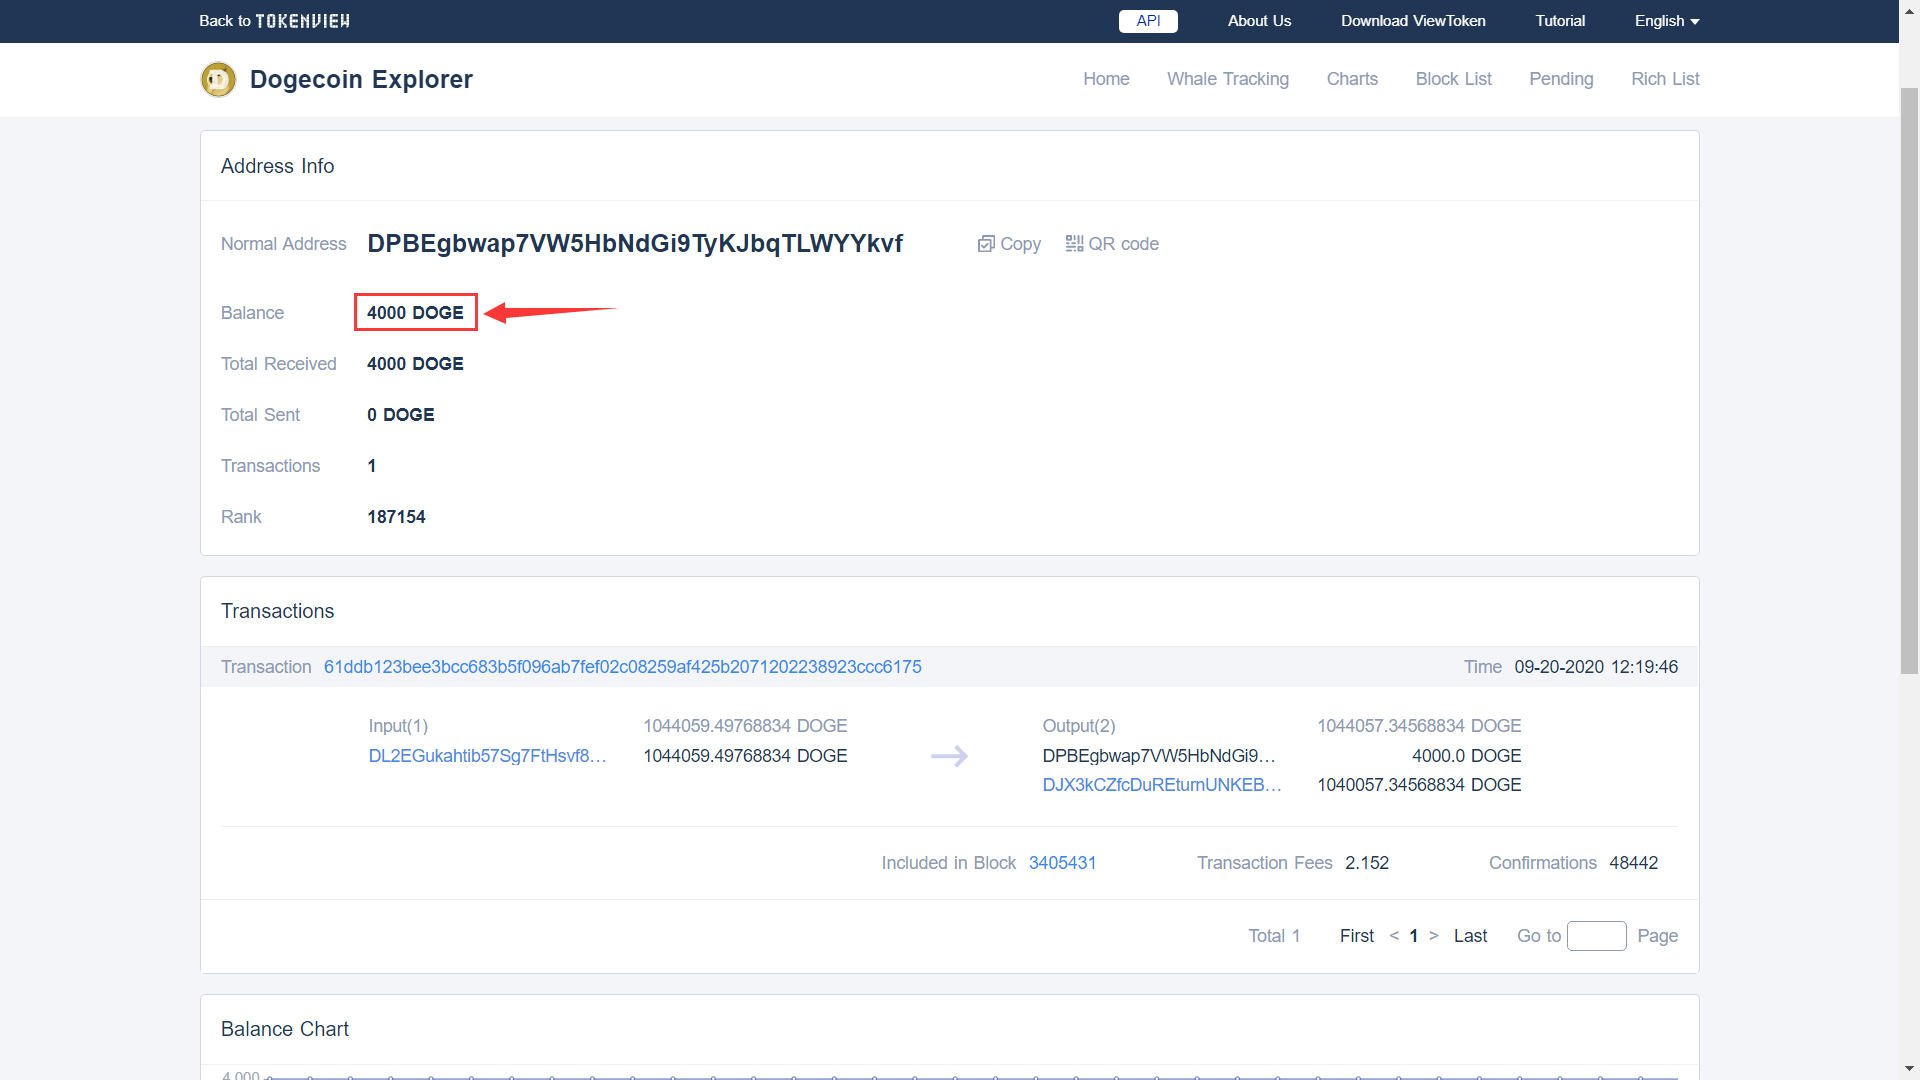 Back to TOKENVIEW
API
About Us
Download ViewToken
Tutorial
English
Dogecoin Explorer
Home
Whale Tracking
Charts
Block List
Pending
Rich List
Address Info
Normal Address DPBEgbwap7VW5HbNdGi9TyKJbqTLWYYkvf Copy QR code
Balance 4000 DOGE
Total Received 4000 DOGE
Total Sent 0 DOGE
Transactions 1
Rank 187154
Transactions
Transaction 61ddb123bee3bcc683b5f096ab7fef02c08259af425b2071202238923ccc6175 Time 09-20-2020 12:19:46
Input(1) 1044059.49768834 DOGE Output(2) 1044057.34568834 DOGE
DL2EGukahtib57Sg7FtHsvf8... 1044059.49768834 DOGE DPBEgbwap7VW5HbNdGi9... 4000.0 DOGE
DJX3kCZfcDuREturnUNKEB... 1040057.34568834 DOGE
Included in Block 3405431 Transaction Fees 2.152 Confirmations 48442
Total 1 First < 1 > Last Go to Page
Balance Chart
4,000